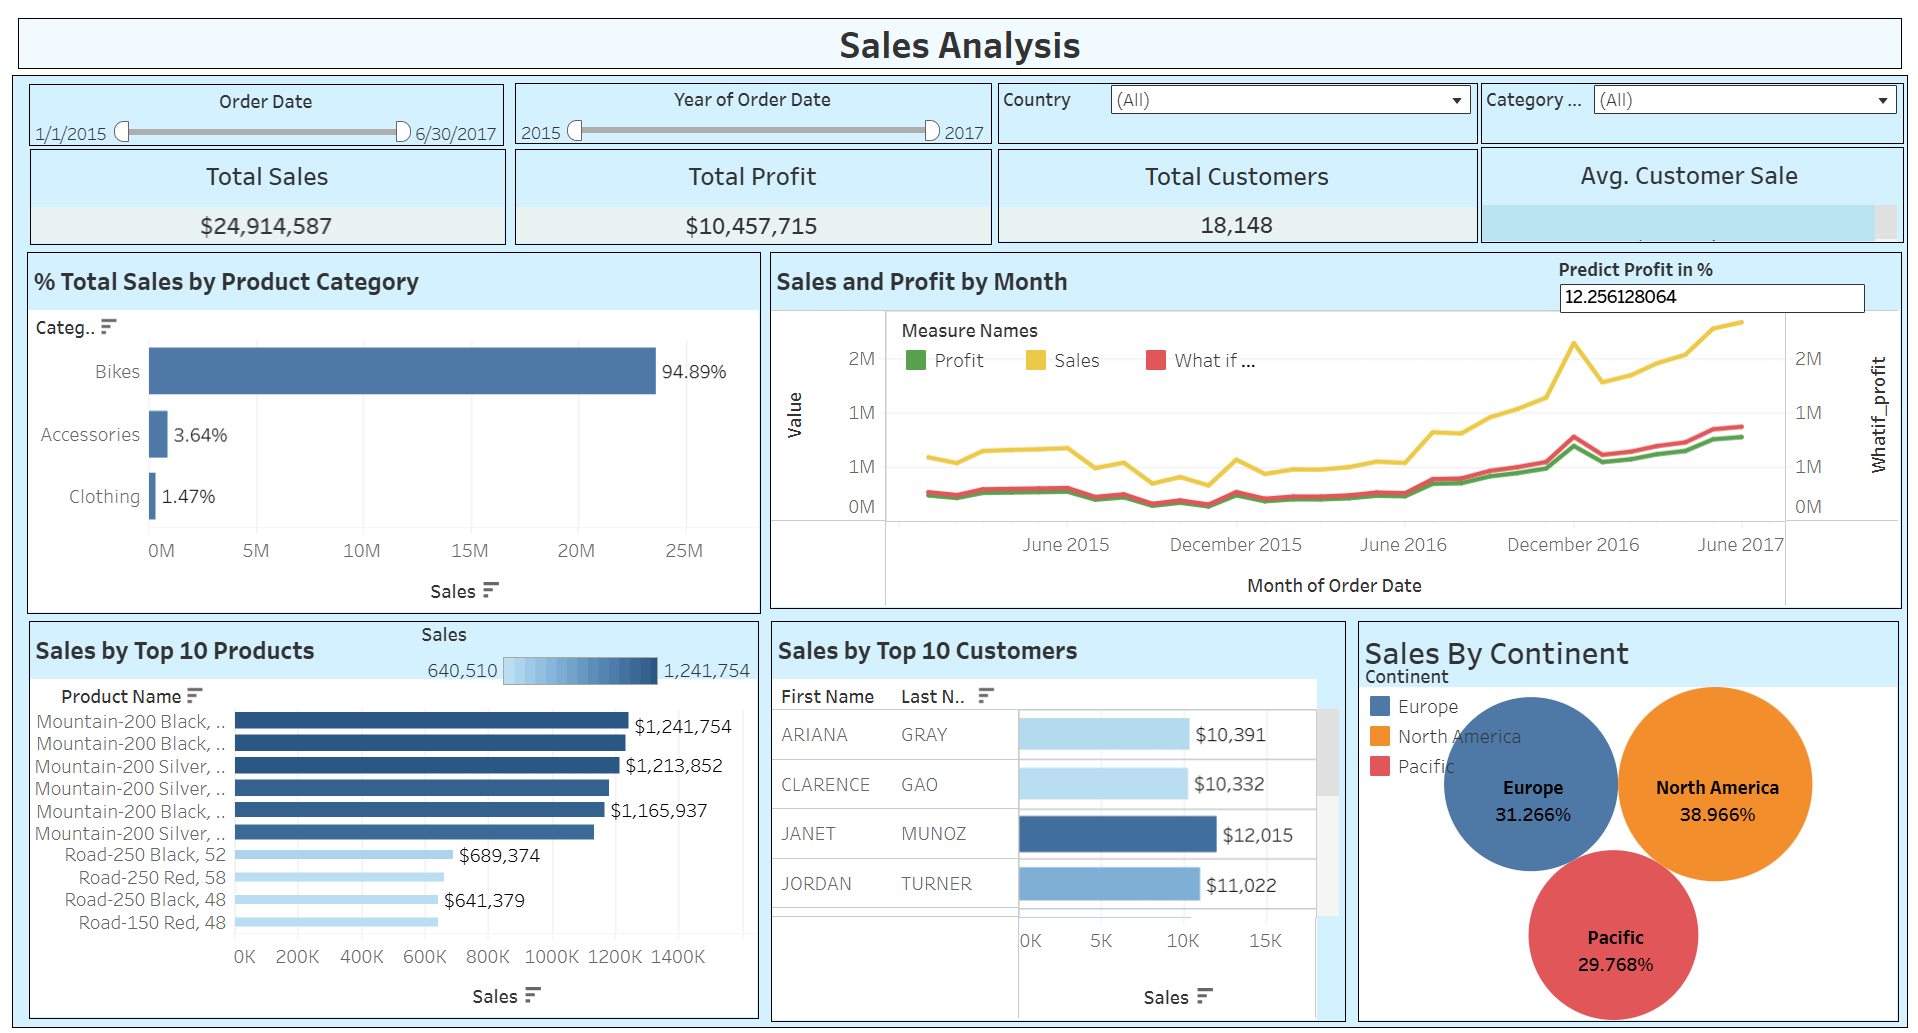 Sales Analysis
Order Date
1/1/2015 6/30/2017
Year of Order Date
2015 2017
Country (All)
Category ... (All)
Total Sales
$24,914,587
Total Profit
$10,457,715
Total Customers
18,148
Avg. Customer Sale
% Total Sales by Product Category
Categ..
Bikes 94.89%
Accessories 3.64%
Clothing 1.47%
0M 5M 10M 15M 20M 25M
Sales
Sales and Profit by Month
Predict Profit in %
12.256128064
Measure Names
Profit Sales What if ...
Value
2M
1M
1M
0M
2M
1M
1M
0M
Whatif_profit
June 2015 December 2015 June 2016 December 2016 June 2017
Month of Order Date
Sales by Top 10 Products
Sales
640,510 1,241,754
Product Name
Mountain-200 Black, .. $1,241,754
Mountain-200 Black, ..
Mountain-200 Silver, .. $1,213,852
Mountain-200 Silver, ..
Mountain-200 Black, .. $1,165,937
Mountain-200 Silver, ..
Road-250 Black, 52 $689,374
Road-250 Red, 58
Road-250 Black, 48 $641,379
Road-150 Red, 48
0K 200K 400K 600K 800K 1000K 1200K 1400K
Sales
Sales by Top 10 Customers
First Name Last N..
ARIANA GRAY $10,391
CLARENCE GAO $10,332
JANET MUNOZ $12,015
JORDAN TURNER $11,022
0K 5K 10K 15K
Sales
Sales By Continent
Continent
Europe
North America
Pacific
Europe
31.266%
North America
38.966%
Pacific
29.768%